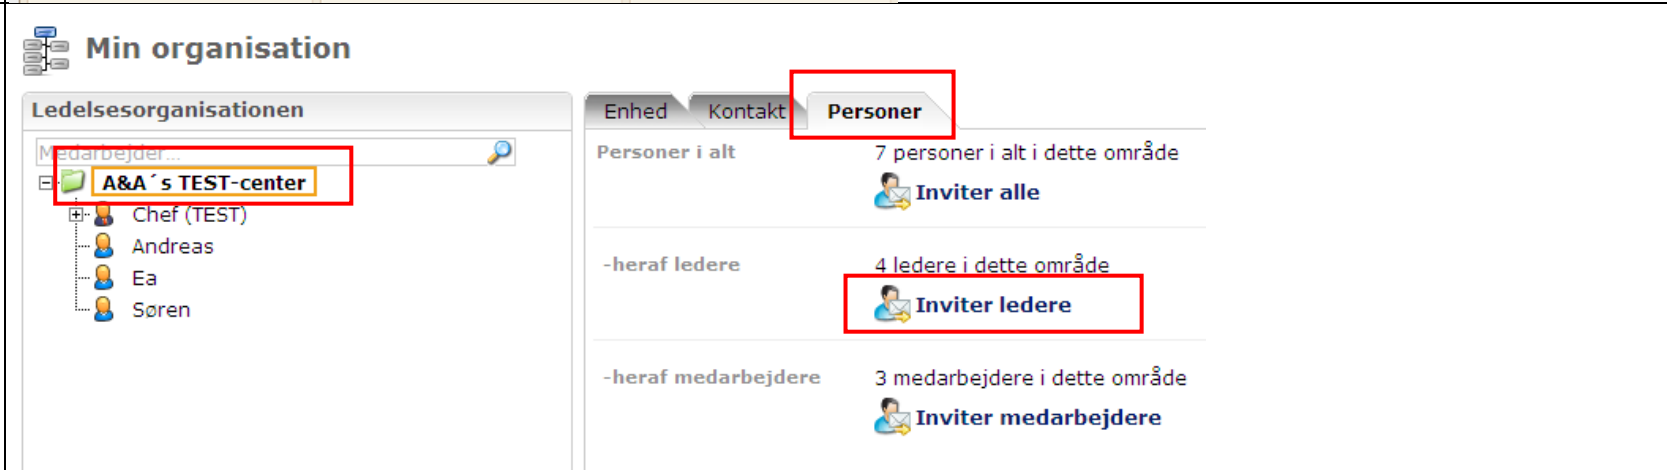 Min organisation
Ledelsesorganisationen
Medarbejder...
A&A´s TEST-center
Chef (TEST)
Andreas
Ea
Søren
Enhed Kontakt Personer
Personer i alt 7 personer i alt i dette område
Inviter alle
-heraf ledere 4 ledere i dette område
Inviter ledere
-heraf medarbejdere 3 medarbejdere i dette område
Inviter medarbejdere